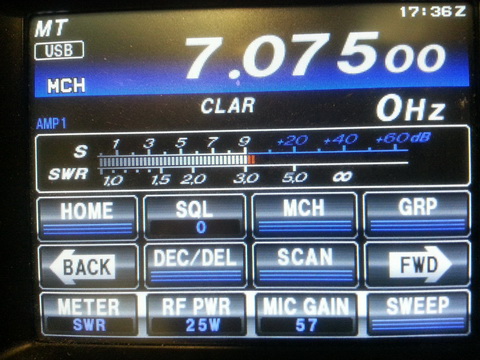 17:36Z
MT
USB
7.07500
MCH
CLAR 0Hz
AMP1
S 1 3 5 7 9 +20 +40 +60dB
SWR 1.0 1.5 2.0 3.0 5.0 ∞
HOME SQL MCH GRP
0
BACK DEC/DEL SCAN FWD
METER RF PWR MIC GAIN SWEEP
SWR 25W 57